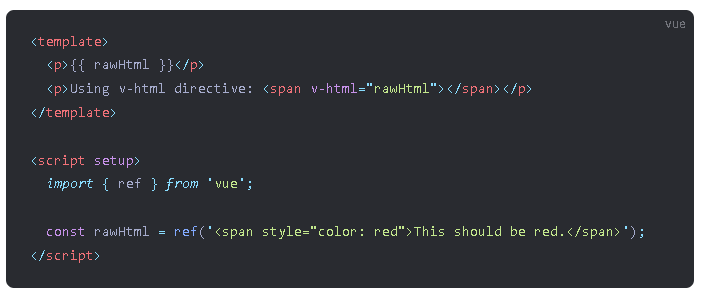 vue
<template>
  <p>{{ rawHtml }}</p>
  <p>Using v-html directive: <span v-html="rawHtml"></span></p>
</template>

<script setup>
  import { ref } from 'vue';

  const rawHtml = ref('<span style="color: red">This should be red.</span>');
</script>